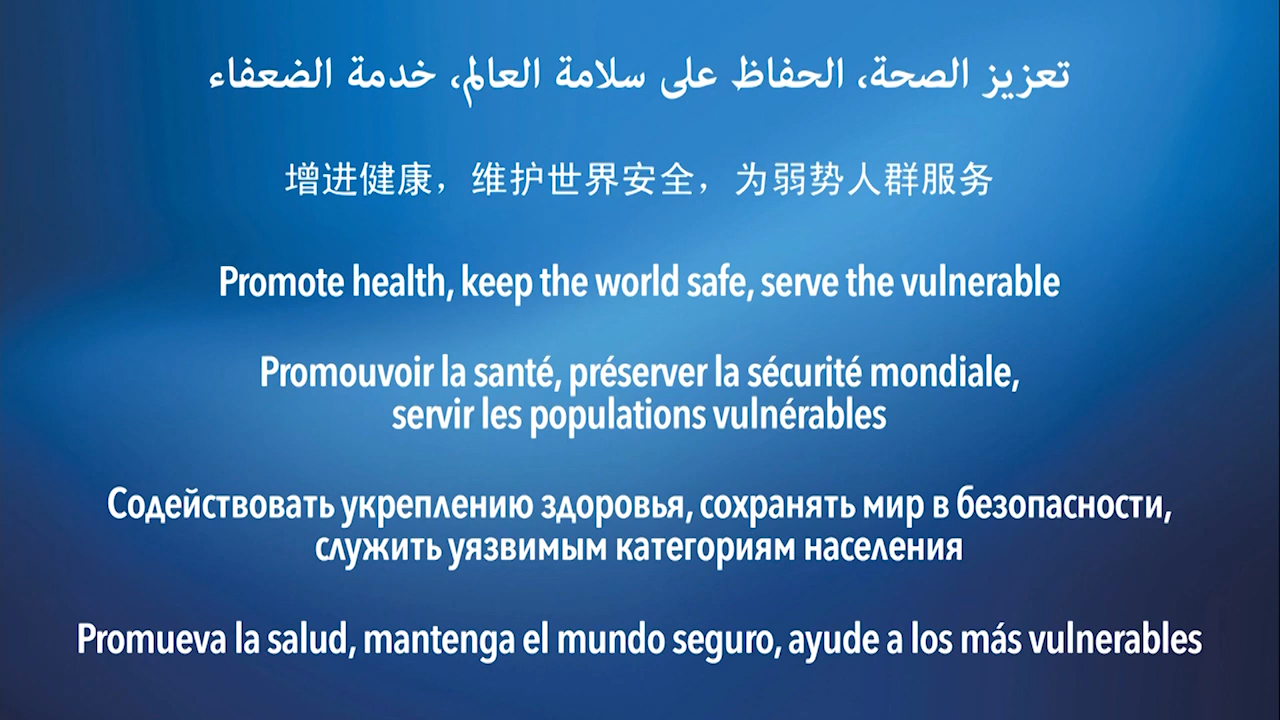 تعزيز الصحة، الحفاظ على سلامة العالم، خدمة الضعفاء
增进健康，维护世界安全，为弱势人群服务
Promote health, keep the world safe, serve the vulnerable
Promouvoir la santé, préserver la sécurité mondiale,
servir les populations vulnérables
Содействовать укреплению здоровья, сохранять мир в безопасности,
служить уязвимым категориям населения
Promueva la salud, mantenga el mundo seguro, ayude a los más vulnerables